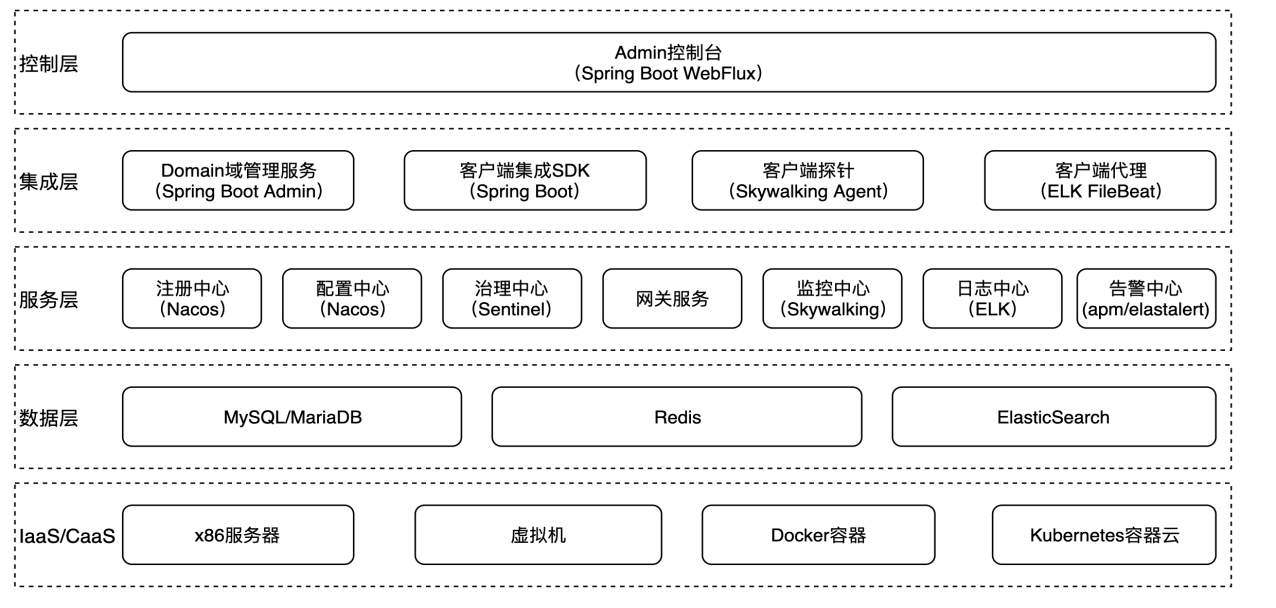 控制层
Admin控制台
（Spring Boot WebFlux）
集成层
Domain域管理服务
（Spring Boot Admin）
客户端集成SDK
（Spring Boot）
客户端探针
（Skywalking Agent）
客户端代理
（ELK FileBeat）
服务层
注册中心
（Nacos）
配置中心
（Nacos）
治理中心
（Sentinel）
网关服务
监控中心
（Skywalking）
日志中心
（ELK）
告警中心
(apm/elastalert)
数据层
MySQL/MariaDB
Redis
ElasticSearch
IaaS/CaaS
x86服务器
虚拟机
Docker容器
Kubernetes容器云